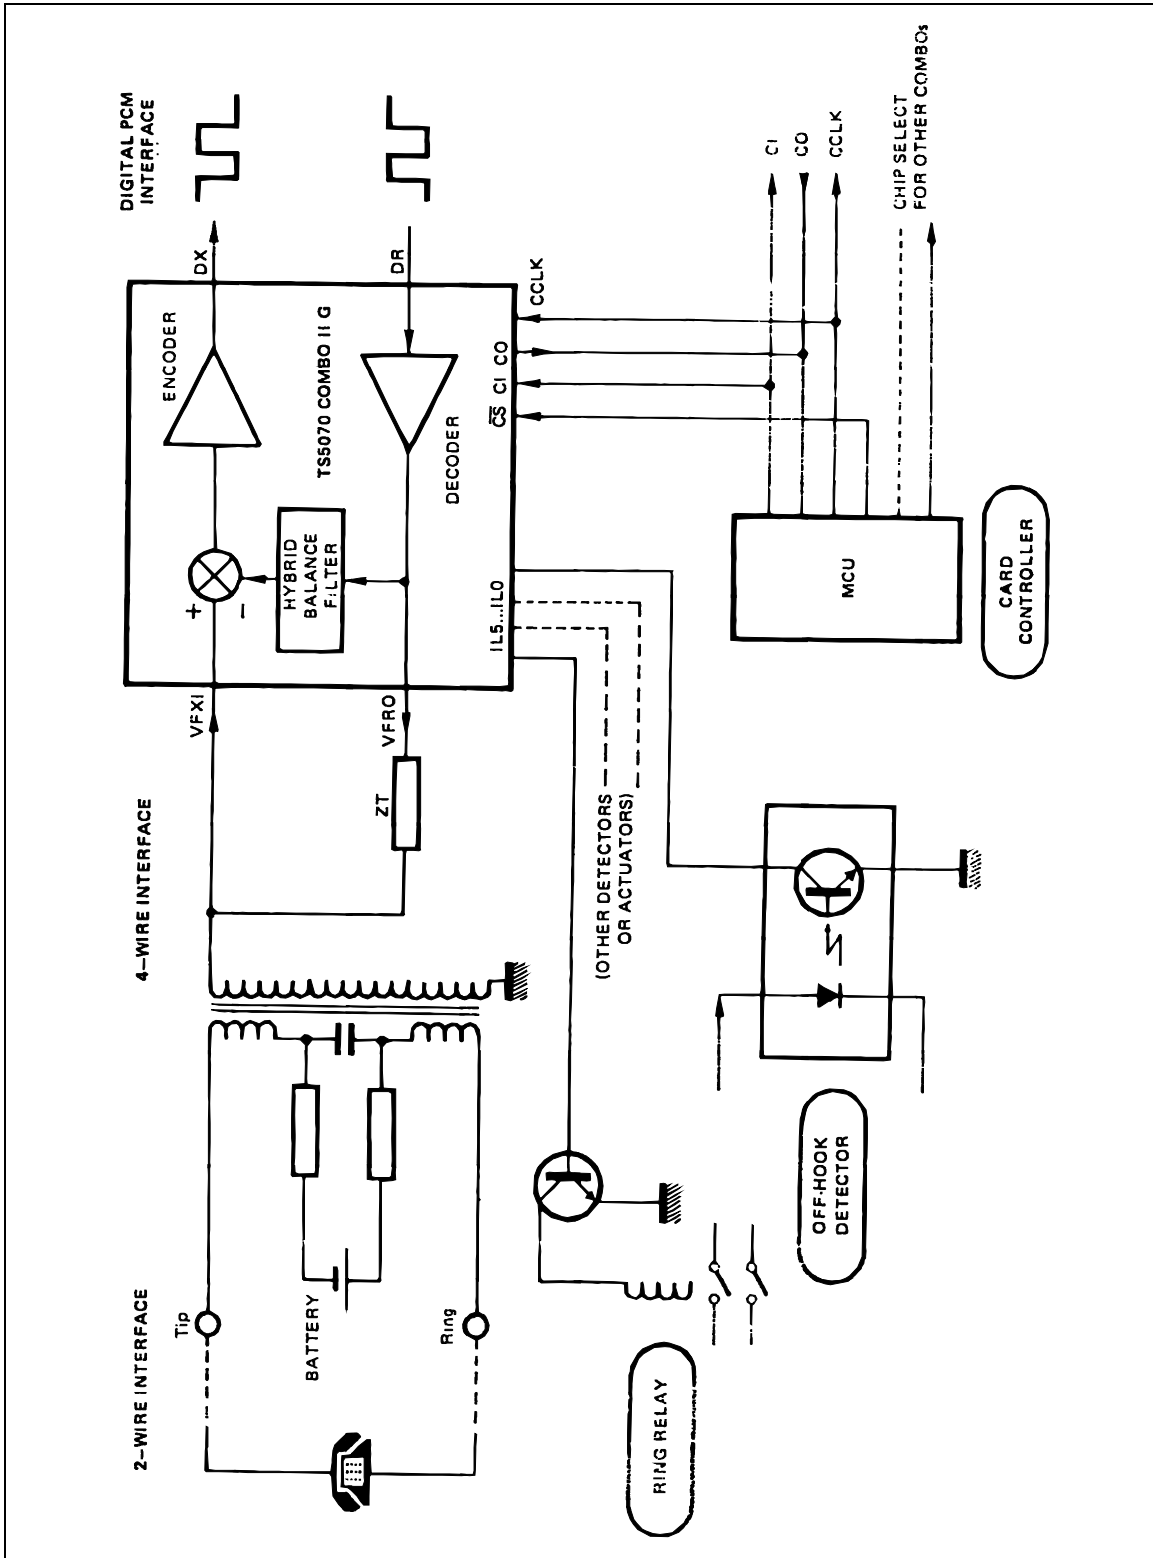 2-WIRE INTERFACE
4-WIRE INTERFACE
DIGITAL PCM
INTERFACE
Tip
BATTERY
Ring
VFXI
VFRO
ZT
+
-
HYBRID
BALANCE
FILTER
ENCODER
TS5070 COMBO II G
DECODER
DX
DR
IL5...IL0
CS
CI
CO
CCLK
(OTHER DETECTORS
OR ACTUATORS)
RING RELAY
OFF-HOOK
DETECTOR
MCU
CARD
CONTROLLER
CI
CO
CCLK
CHIP SELECT
FOR OTHER COMBOs